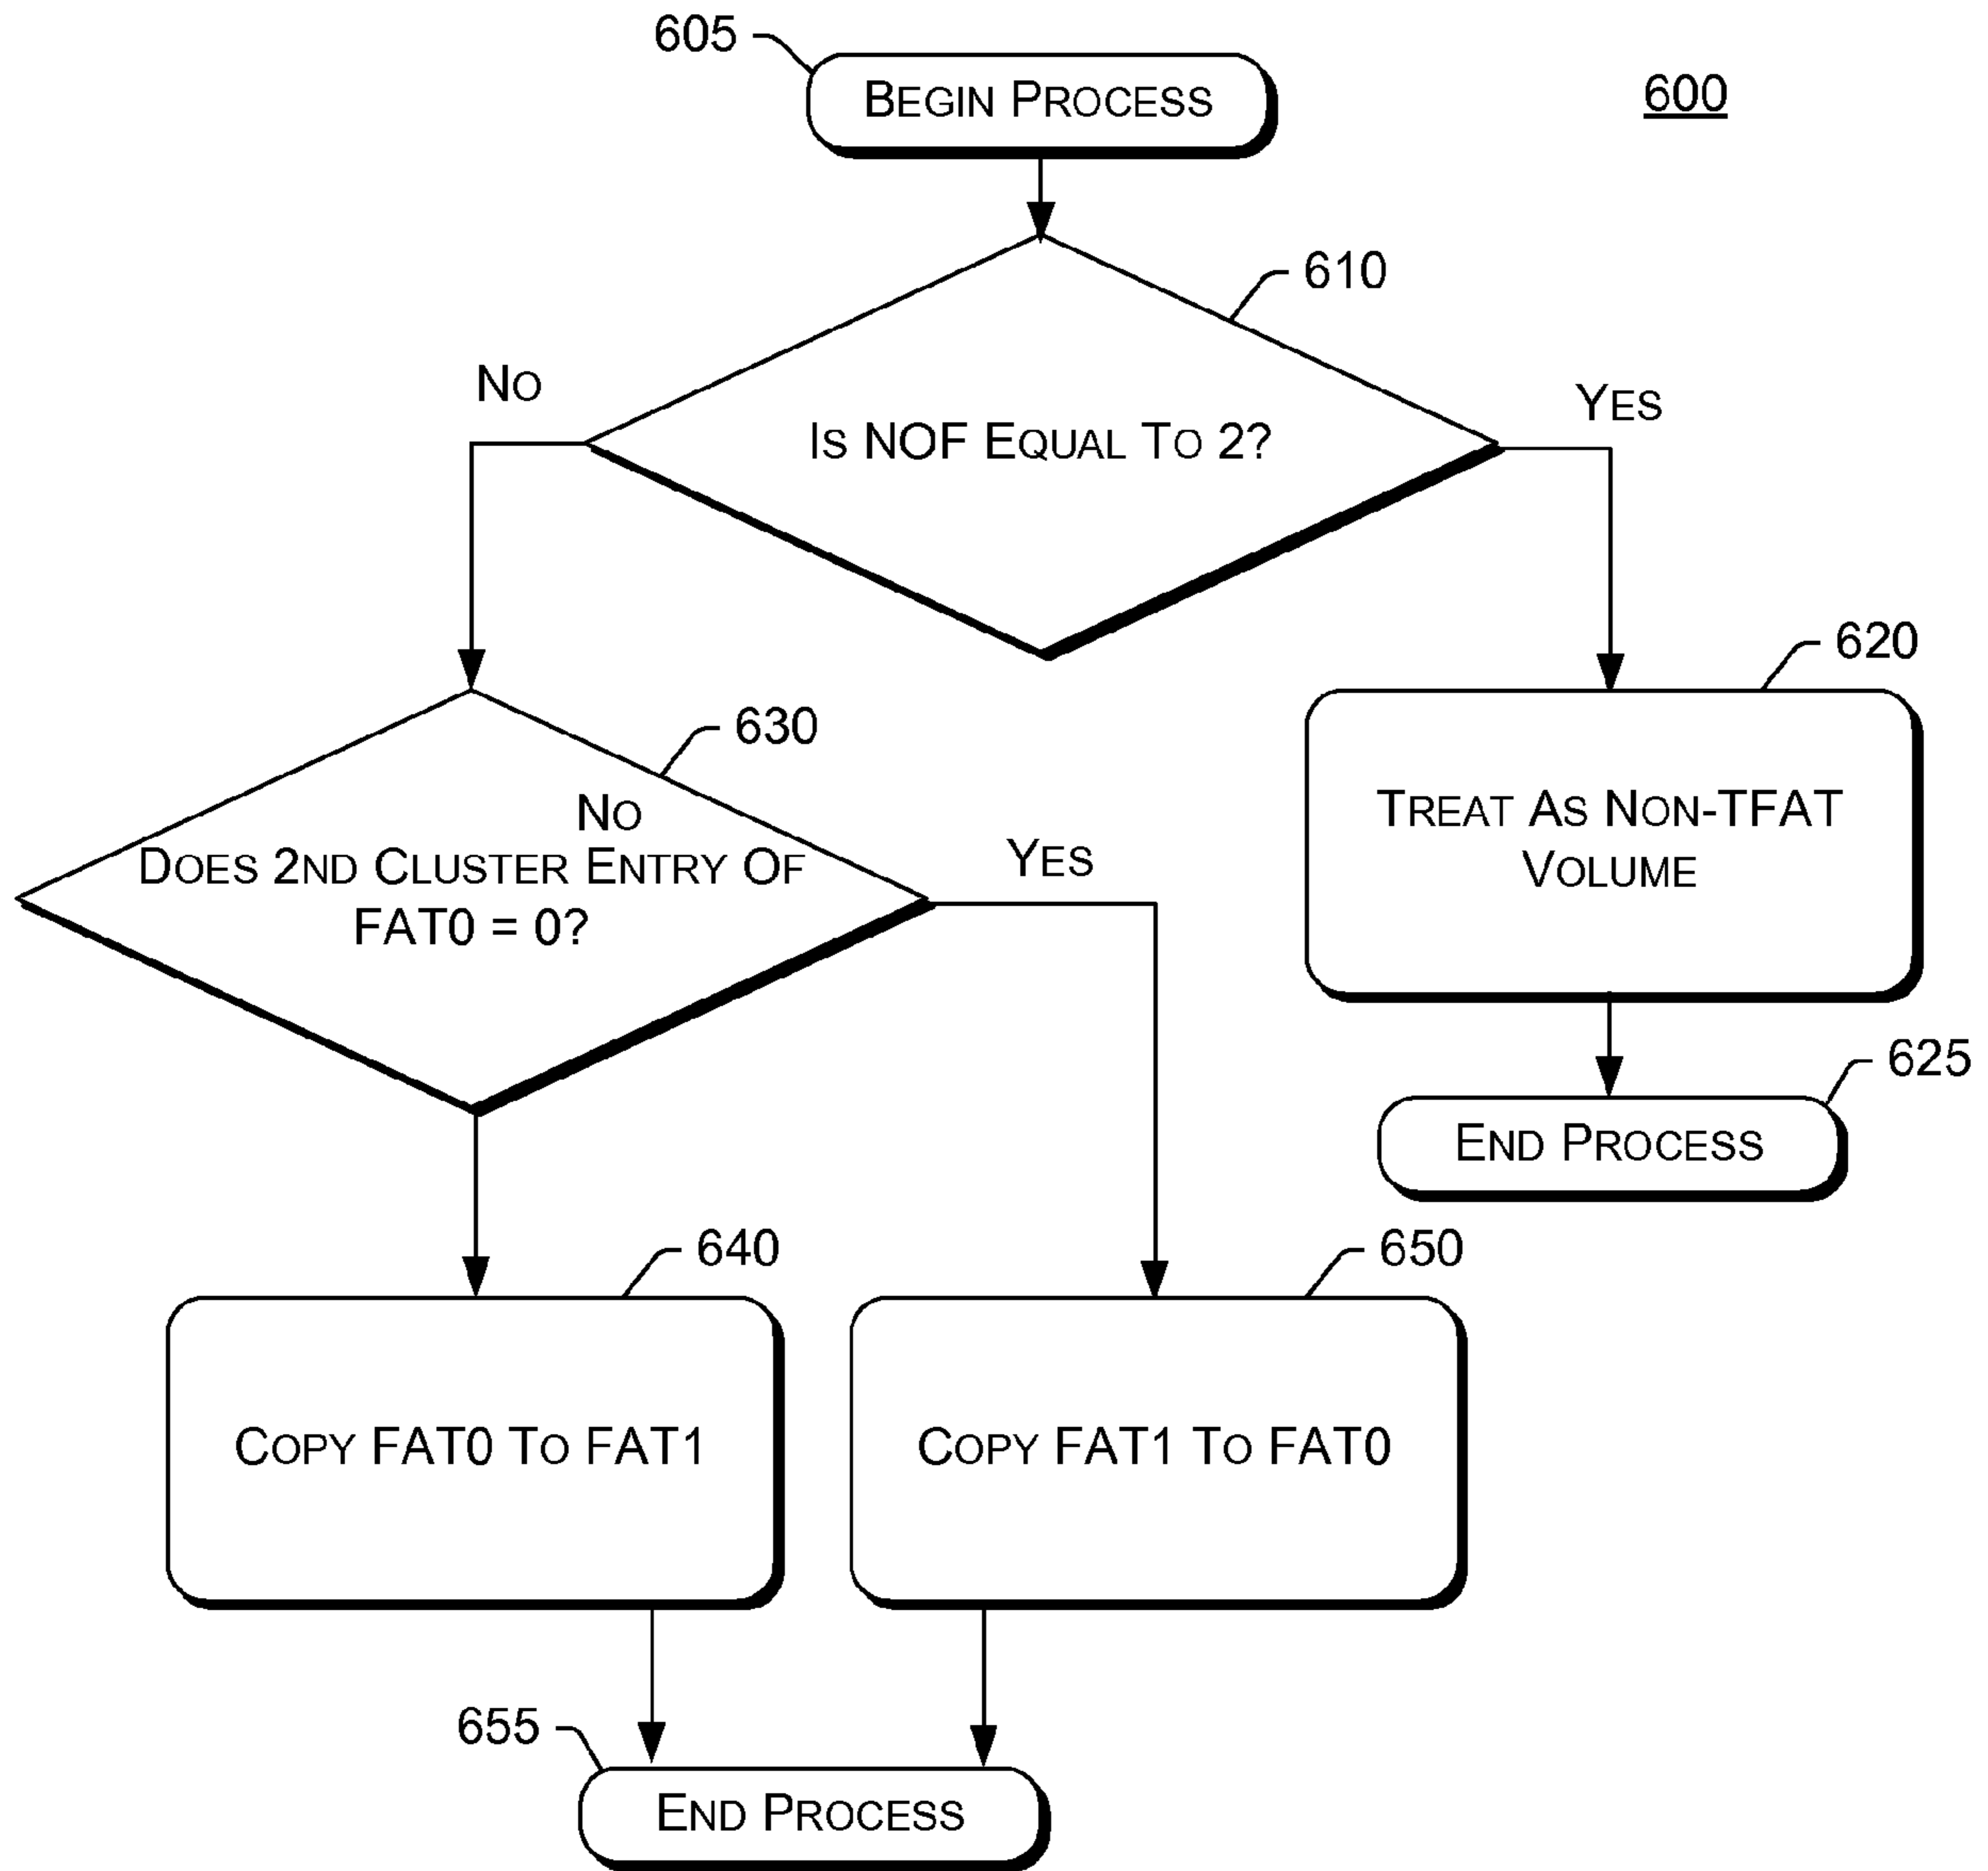 605
BEGIN PROCESS
600
610
NO
YES
IS NOF EQUAL TO 2?
620
630
NO
DOES 2ND CLUSTER ENTRY OF
FAT0 = 0?
YES
TREAT AS NON-TFAT
VOLUME
625
END PROCESS
640
650
COPY FAT0 TO FAT1
COPY FAT1 TO FAT0
655
END PROCESS